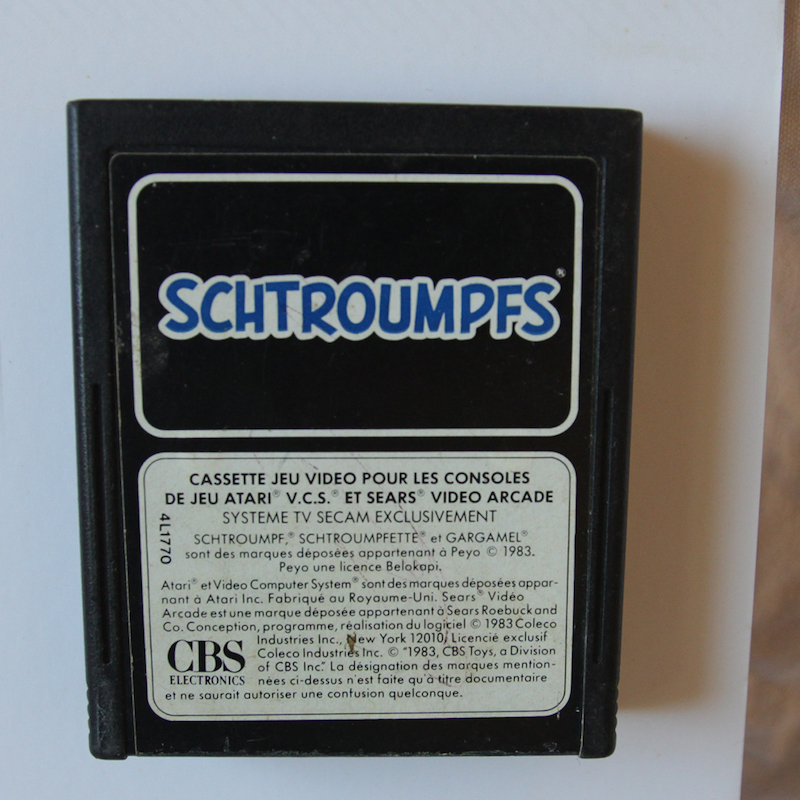 SCHTROUMPFS®
CASSETTE JEU VIDEO POUR LES CONSOLES
DE JEU ATARI® V.C.S.® ET SEARS® VIDEO ARCADE
SYSTEME TV SECAM EXCLUSIVEMENT
4L1770
SCHTROUMPF,® SCHTROUMPFETTE® et GARGAMEL®
sont des marques déposées appartenant à Peyo © 1983.
Peyo une licence Belokapi.
Atari® et Video Computer System® sont des marques déposées appar-
nant à Atari Inc. Fabriqué au Royaume-Uni. Sears® Vidéo
Arcade est une marque déposée appartenant à Sears Roebuck and
Co. Conception, programme, réalisation du logiciel © 1983 Coleco
Industries Inc., New York 12010, Licencié exclusif
Coleco Industries Inc. © "1983, CBS Toys, a Division
of CBS Inc." La désignation des marques mention-
nées ci-dessus n'est faite qu'à titre documentaire
et ne saurait autoriser une confusion quelconque.
CBS
ELECTRONICS